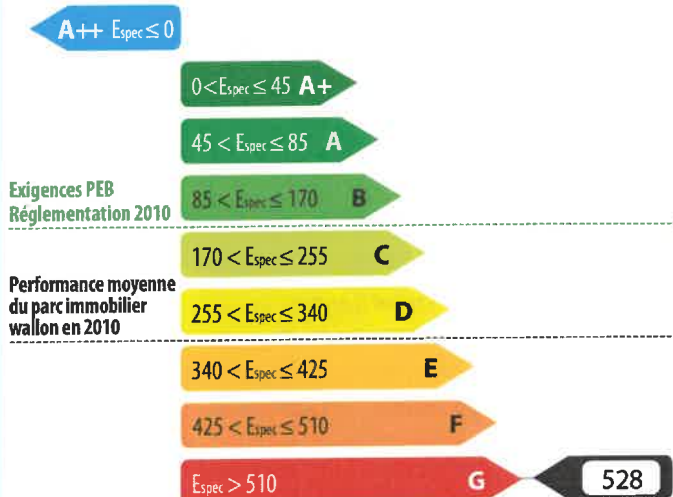 A++ Espec ≤ 0
0 < Espec ≤ 45 A+
45 < Espec ≤ 85 A
Exigences PEB
Réglementation 2010
85 < Espec ≤ 170 B
170 < Espec ≤ 255 C
Performance moyenne
du parc immobilier
wallon en 2010
255 < Espec ≤ 340 D
340 < Espec ≤ 425 E
425 < Espec ≤ 510 F
Espec > 510 G
528